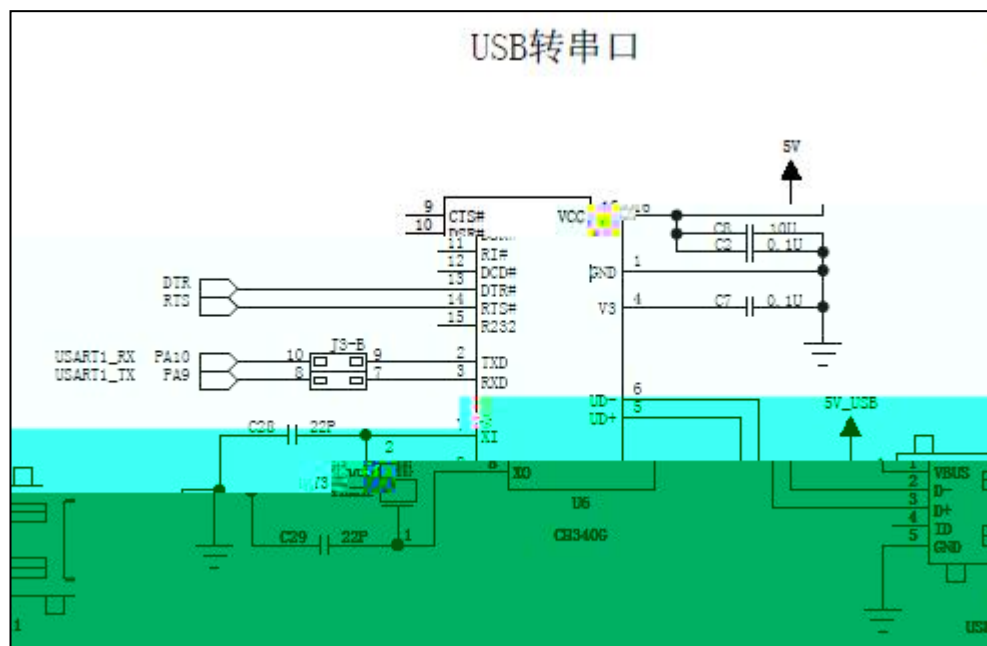 USB转串口
5V
9 CTS# VCC
10
C8 10U
11
C2 0.1U
RI#
12 DCD# GND 1
DTR 13 DTR#
RTS 14 RTS# V3 4 C7 0.1U
15 R232
J3-B
USART1_RX PA10 10 9 2 TXD
USART1_TX PA9 8 7 3 RXD
UD- 6
UD+ 5
5V_USB
C28 22P XI
2
XO
1 VBUS
2 D-
3 D+
4 ID
5 GND
U6
C29 22P 1 CH340G
1